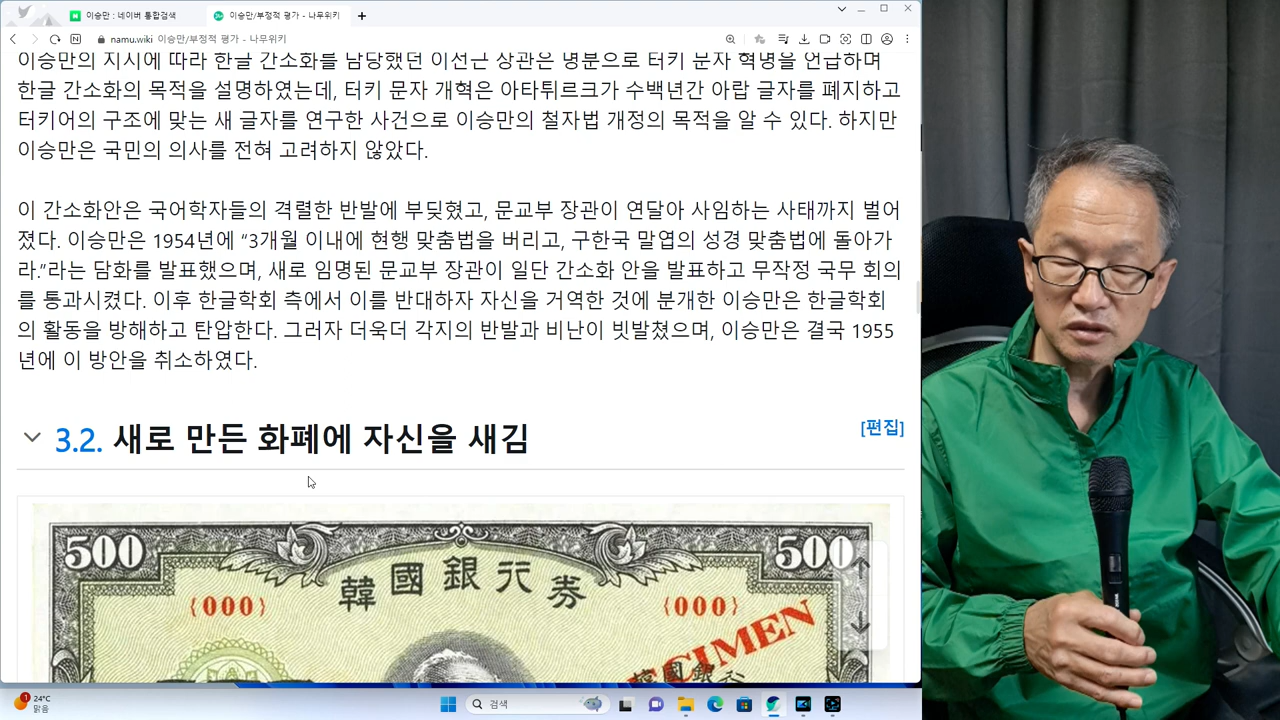 이승만 : 네이버 통합검색
이승만/부정적 평가 - 나무위키
namu.wiki 이승만/부정적 평가 - 나무위키
이승만의 지시에 따라 한글 간소화를 담당했던 이선근 상관은 명분으로 터키 문자 혁명을 언급하며
한글 간소화의 목적을 설명하였는데, 터키 문자 개혁은 아타튀르크가 수백년간 아랍 글자를 폐지하고
터키어의 구조에 맞는 새 글자를 연구한 사건으로 이승만의 철자법 개정의 목적을 알 수 있다. 하지만
이승만은 국민의 의사를 전혀 고려하지 않았다.
이 간소화안은 국어학자들의 격렬한 반발에 부딪혔고, 문교부 장관이 연달아 사임하는 사태까지 벌어
졌다. 이승만은 1954년에 “3개월 이내에 현행 맞춤법을 버리고, 구한국 말엽의 성경 맞춤법에 돌아가
라.”라는 담화를 발표했으며, 새로 임명된 문교부 장관이 일단 간소화 안을 발표하고 무작정 국무 회의
를 통과시켰다. 이후 한글학회 측에서 이를 반대하자 자신을 거역한 것에 분개한 이승만은 한글학회
의 활동을 방해하고 탄압한다. 그러자 더욱더 각지의 반발과 비난이 빗발쳤으며, 이승만은 결국 1955
년에 이 방안을 취소하였다.
3.2. 새로 만든 화폐에 자신을 새김
[편집]
500
500
韓國銀行券
{000}
{000}
韓國銀行
24°C
맑음
검색